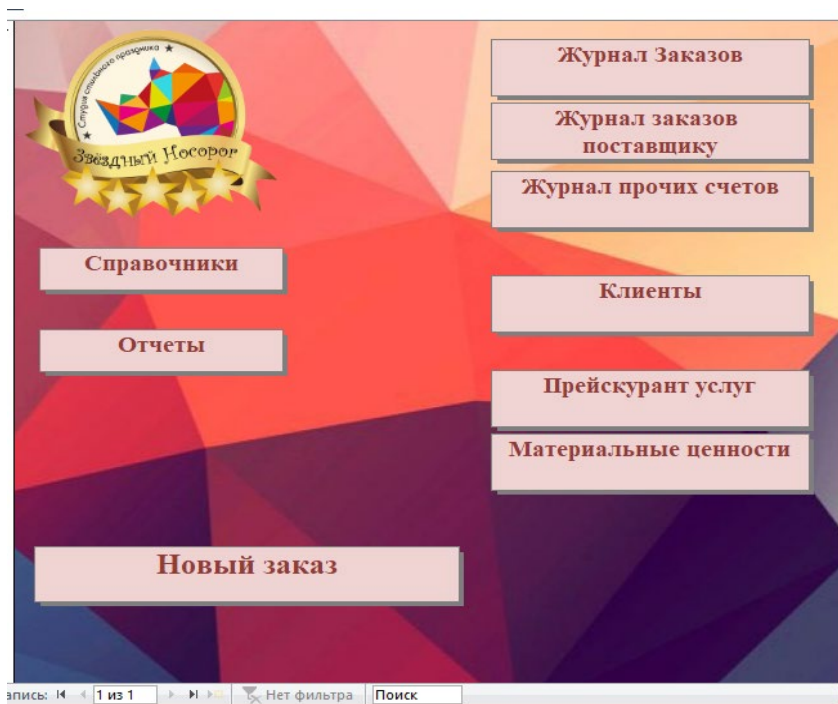 Студия стильного праздника
Звёздный Носорог
Журнал Заказов
Журнал заказов
поставщику
Журнал прочих счетов
Справочники
Клиенты
Отчеты
Прейскурант услуг
Материальные ценности
Новый заказ
апись: 1 из 1 Нет фильтра Поиск